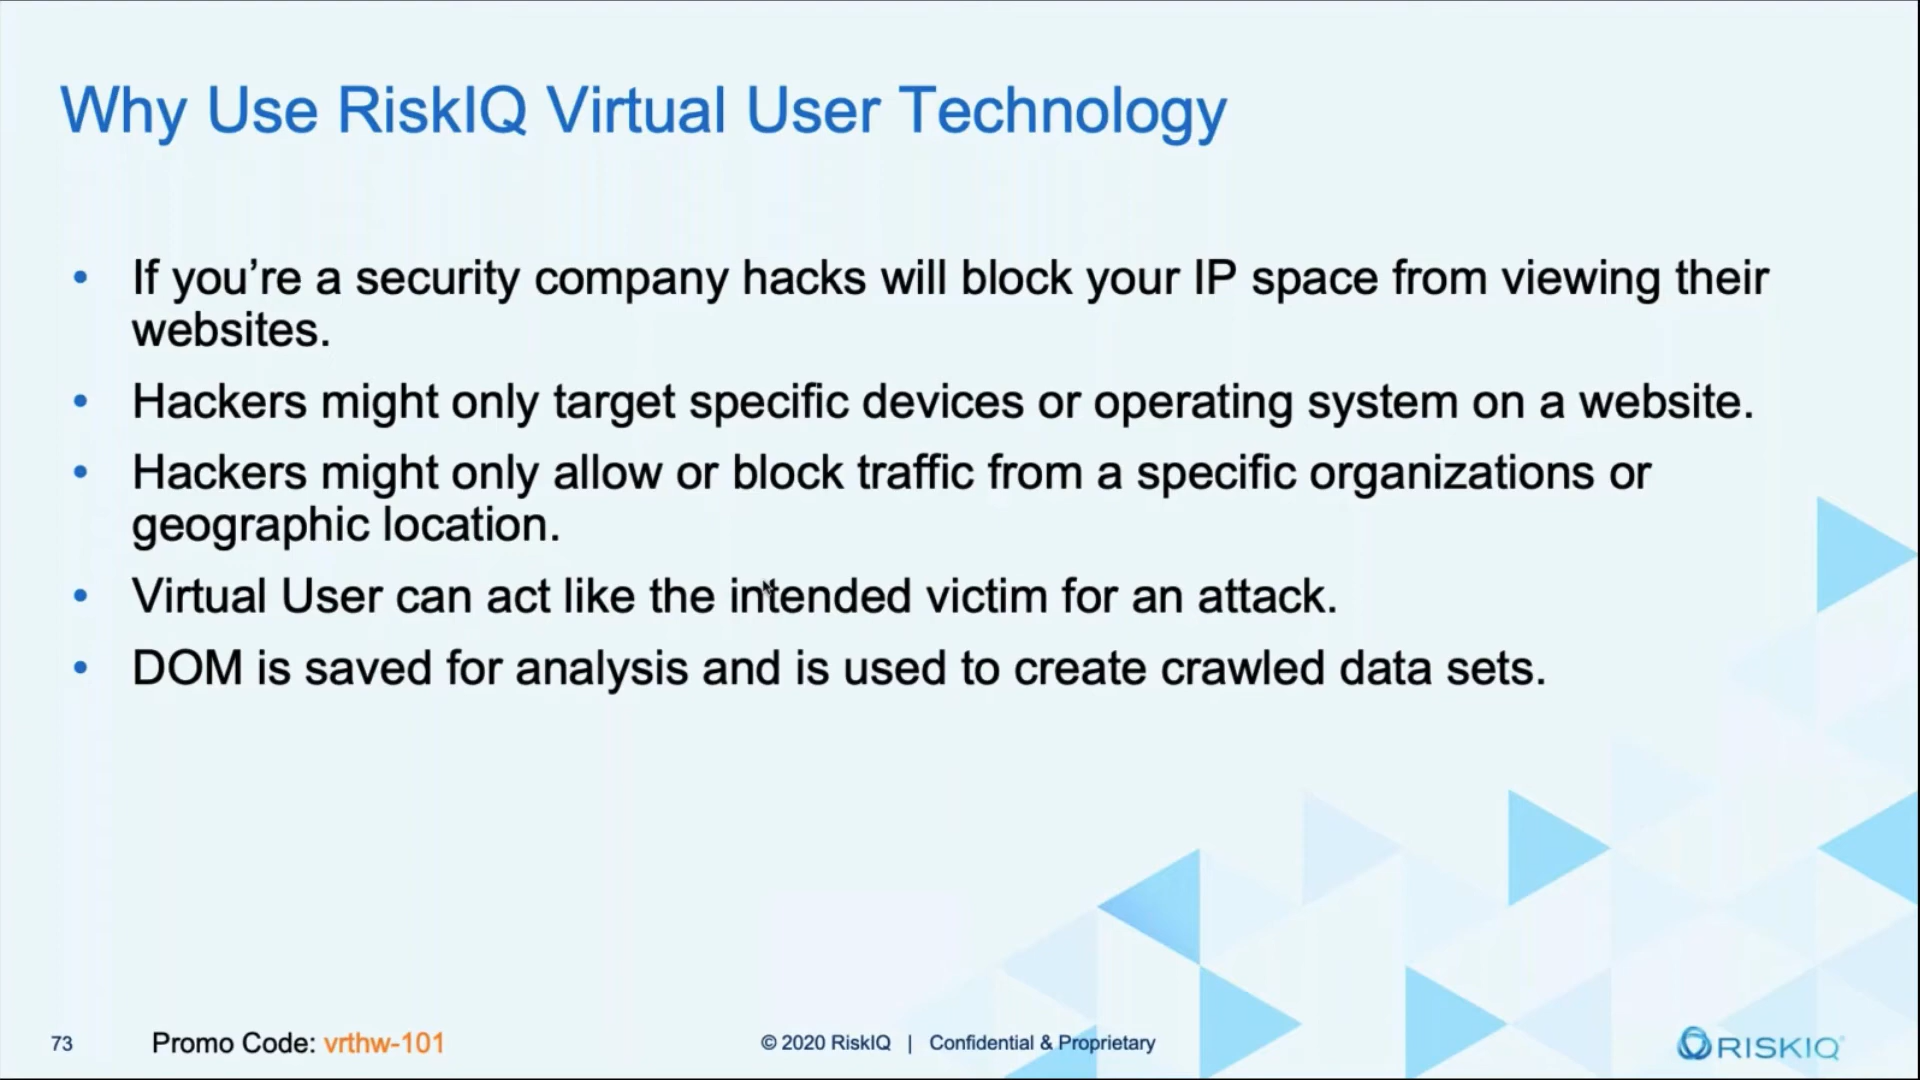 Why Use RiskIQ Virtual User Technology
• If you’re a security company hacks will block your IP space from viewing their
websites.
• Hackers might only target specific devices or operating system on a website.
• Hackers might only allow or block traffic from a specific organizations or
geographic location.
• Virtual User can act like the intended victim for an attack.
• DOM is saved for analysis and is used to create crawled data sets.
73 Promo Code: vrthw-101 © 2020 RiskIQ | Confidential & Proprietary RISKIQ